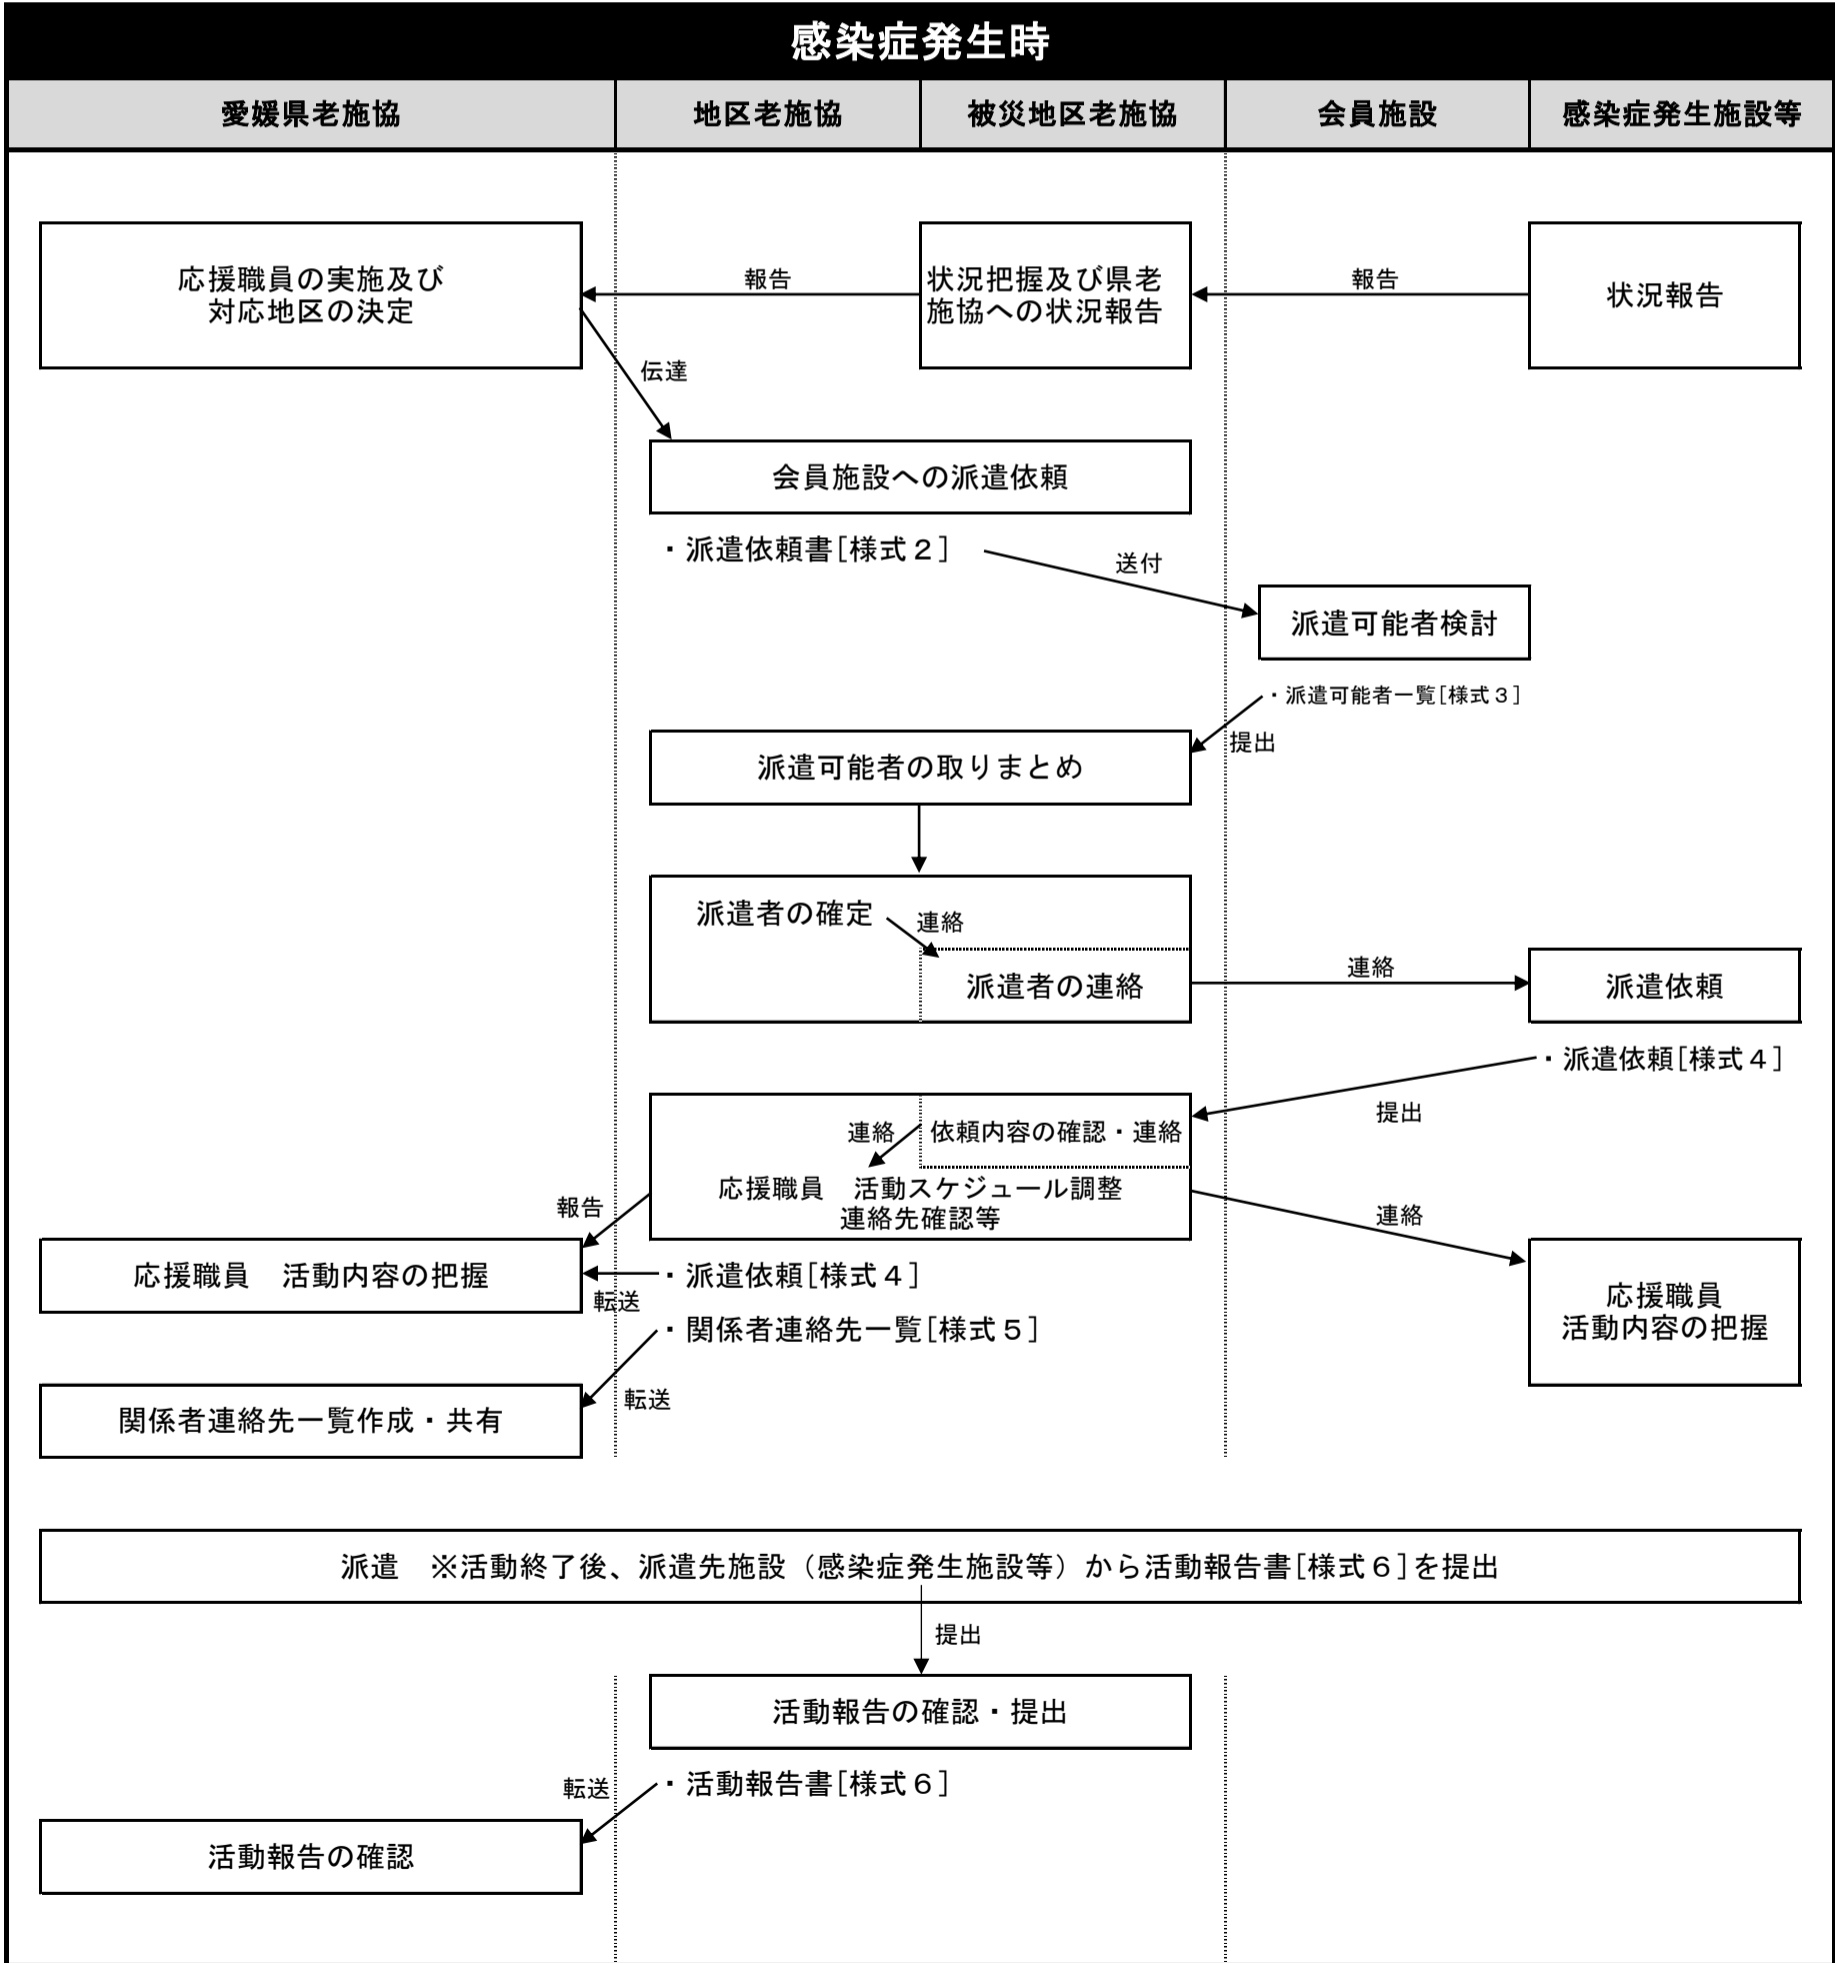 感染症発生時
愛媛県老施協
地区老施協
被災地区老施協
会員施設
感染症発生施設等
応援職員の実施及び
対応地区の決定
報告
状況把握及び県老
施協への状況報告
報告
状況報告
伝達
会員施設への派遣依頼
・派遣依頼書[様式２]
送付
派遣可能者検討
・派遣可能者一覧[様式３]
提出
派遣可能者の取りまとめ
派遣者の確定
連絡
派遣者の連絡
連絡
派遣依頼
・派遣依頼[様式４]
提出
連絡
依頼内容の確認・連絡
応援職員　活動スケジュール調整
連絡先確認等
報告
連絡
応援職員　活動内容の把握
・派遣依頼[様式４]
転送
応援職員
活動内容の把握
・関係者連絡先一覧[様式５]
転送
関係者連絡先一覧作成・共有
派遣　※活動終了後、派遣先施設（感染症発生施設等）から活動報告書[様式６]を提出
提出
活動報告の確認・提出
・活動報告書[様式６]
転送
活動報告の確認